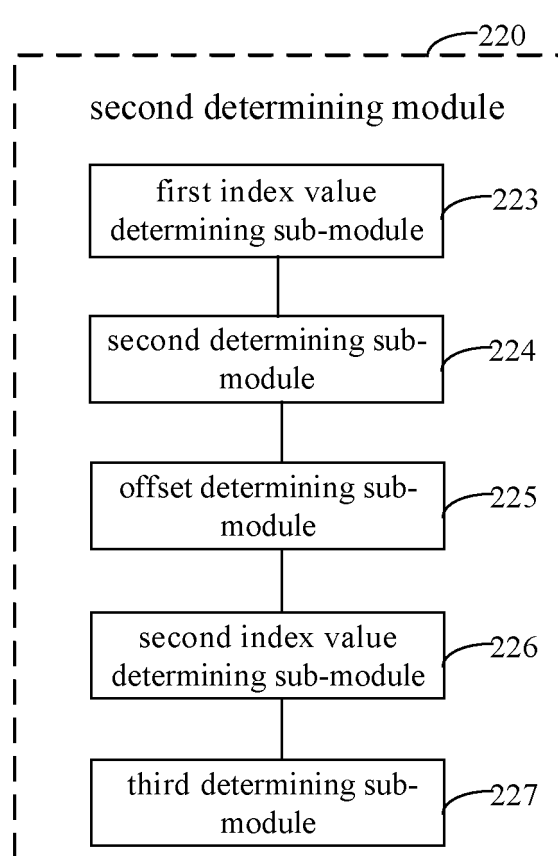 220
second determining module
first index value
determining sub-module
223
second determining sub-
module
224
offset determining sub-
module
225
second index value
determining sub-module
226
third determining sub-
module
227